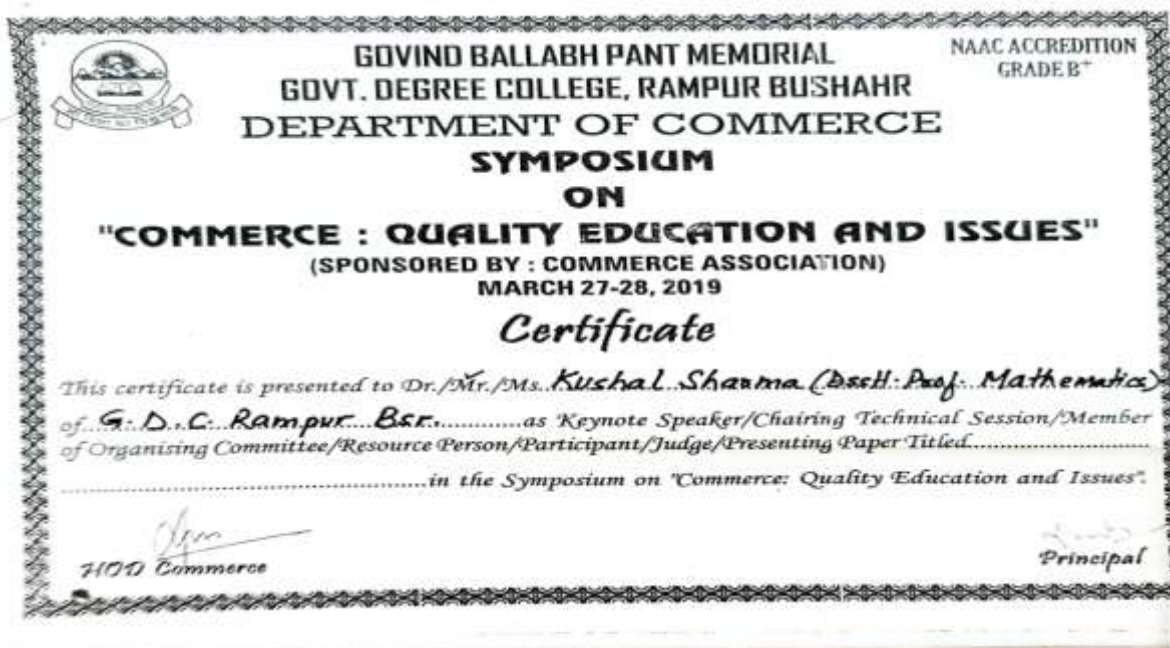 GOVIND BALLABH PANT MEMORIAL
NAAC ACCREDITION
GRADE B+
GOVT. DEGREE COLLEGE, RAMPUR BUSHAHR
DEPARTMENT OF COMMERCE
SYMPOSIUM
ON
"COMMERCE : QUALITY EDUCATION AND ISSUES"
(SPONSORED BY : COMMERCE ASSOCIATION)
MARCH 27-28, 2019
Certificate
This certificate is presented to Dr./Mr./Ms. Kushal Sharma (Asstt. Prof. Mathematics)
of G. D. C. Rampur Bsr. as Keynote Speaker/Chairing Technical Session/Member
of Organising Committee/Resource Person/Participant/Judge/Presenting Paper Titled
in the Symposium on "Commerce: Quality Education and Issues".
HOD Commerce
Principal